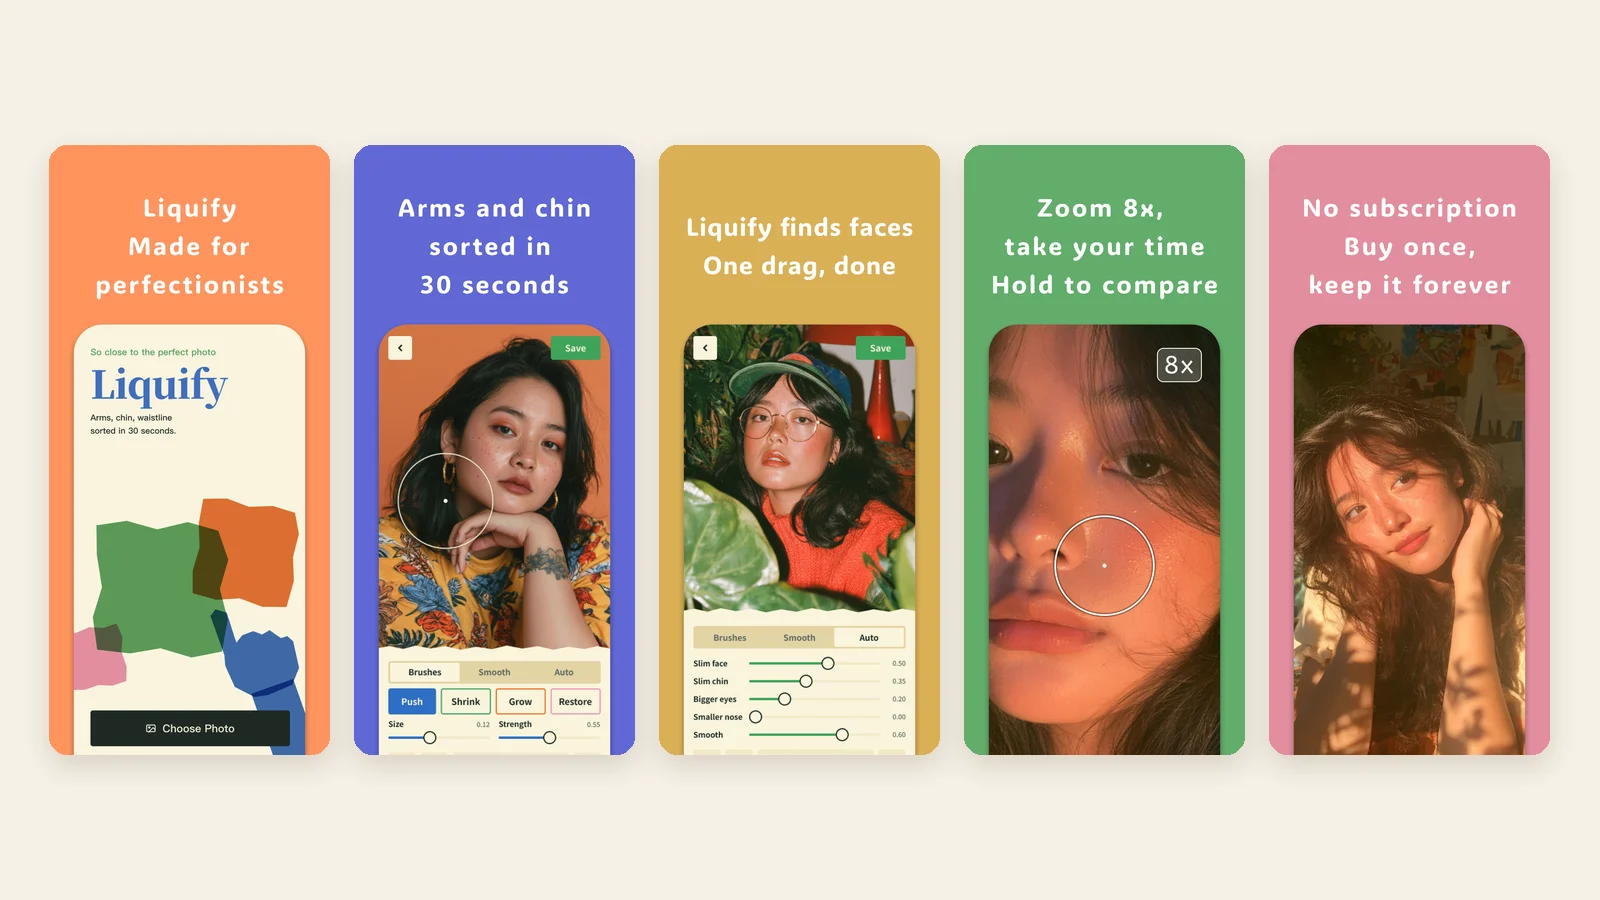 Liquify
Made for
perfectionists
So close to the perfect photo
Liquify
Arms, chin, waistline
sorted in 30 seconds.
Choose Photo
Arms and chin
sorted in
30 seconds
Save
Brushes Smooth Auto
Push Shrink Grow Restore
Size 0.12 Strength 0.55
Liquify finds faces
One drag, done
Save
Brushes Smooth Auto
Slim face 0.50
Slim chin 0.35
Bigger eyes 0.20
Smaller nose 0.00
Smooth 0.60
Zoom 8x,
take your time
Hold to compare
8x
No subscription
Buy once,
keep it forever